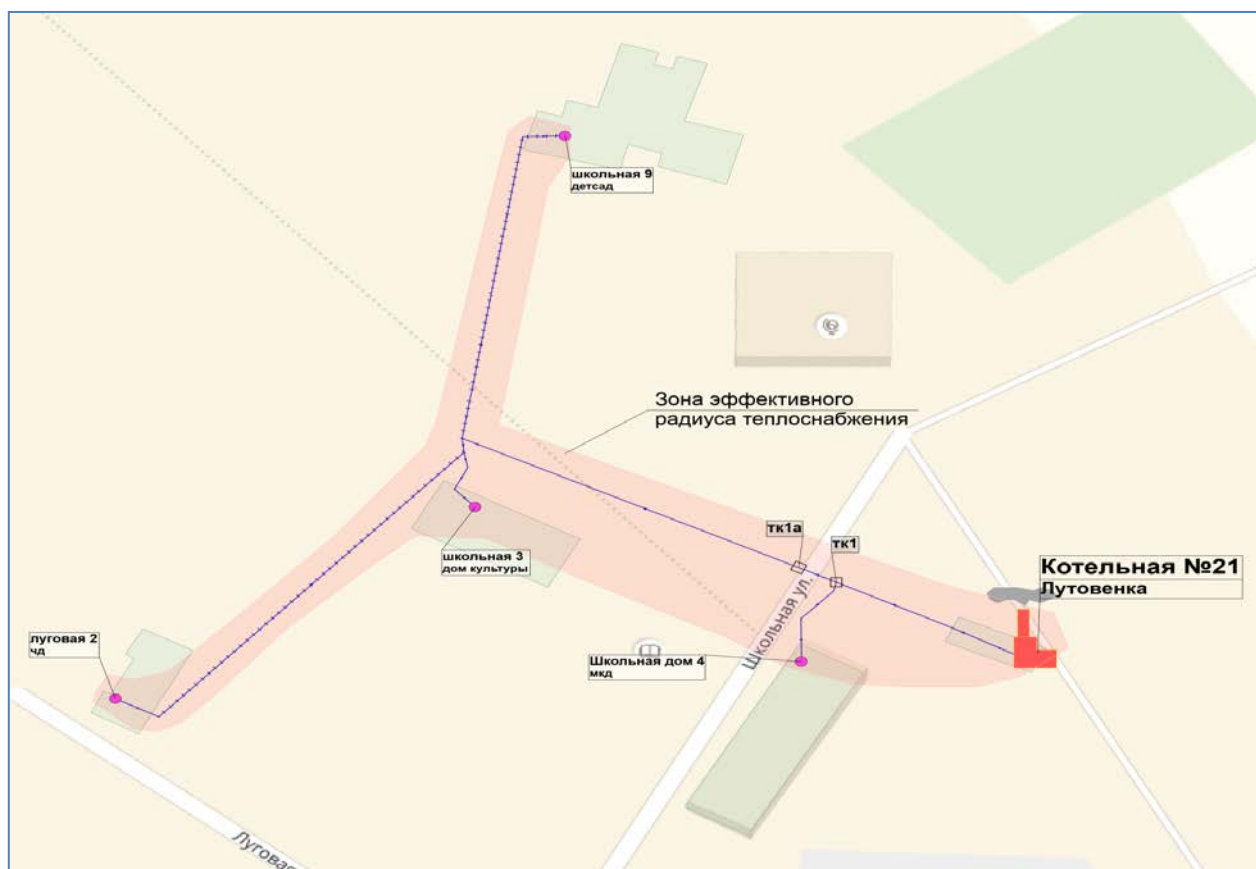 школьная 9
детсад
Зона эффективного
радиуса теплоснабжения
тк1а
тк1
Котельная №21
Лутовенка
школьная 3
дом культуры
Школьная ул.
луговая 2
чд
Школьная дом 4
мкд
Луговая